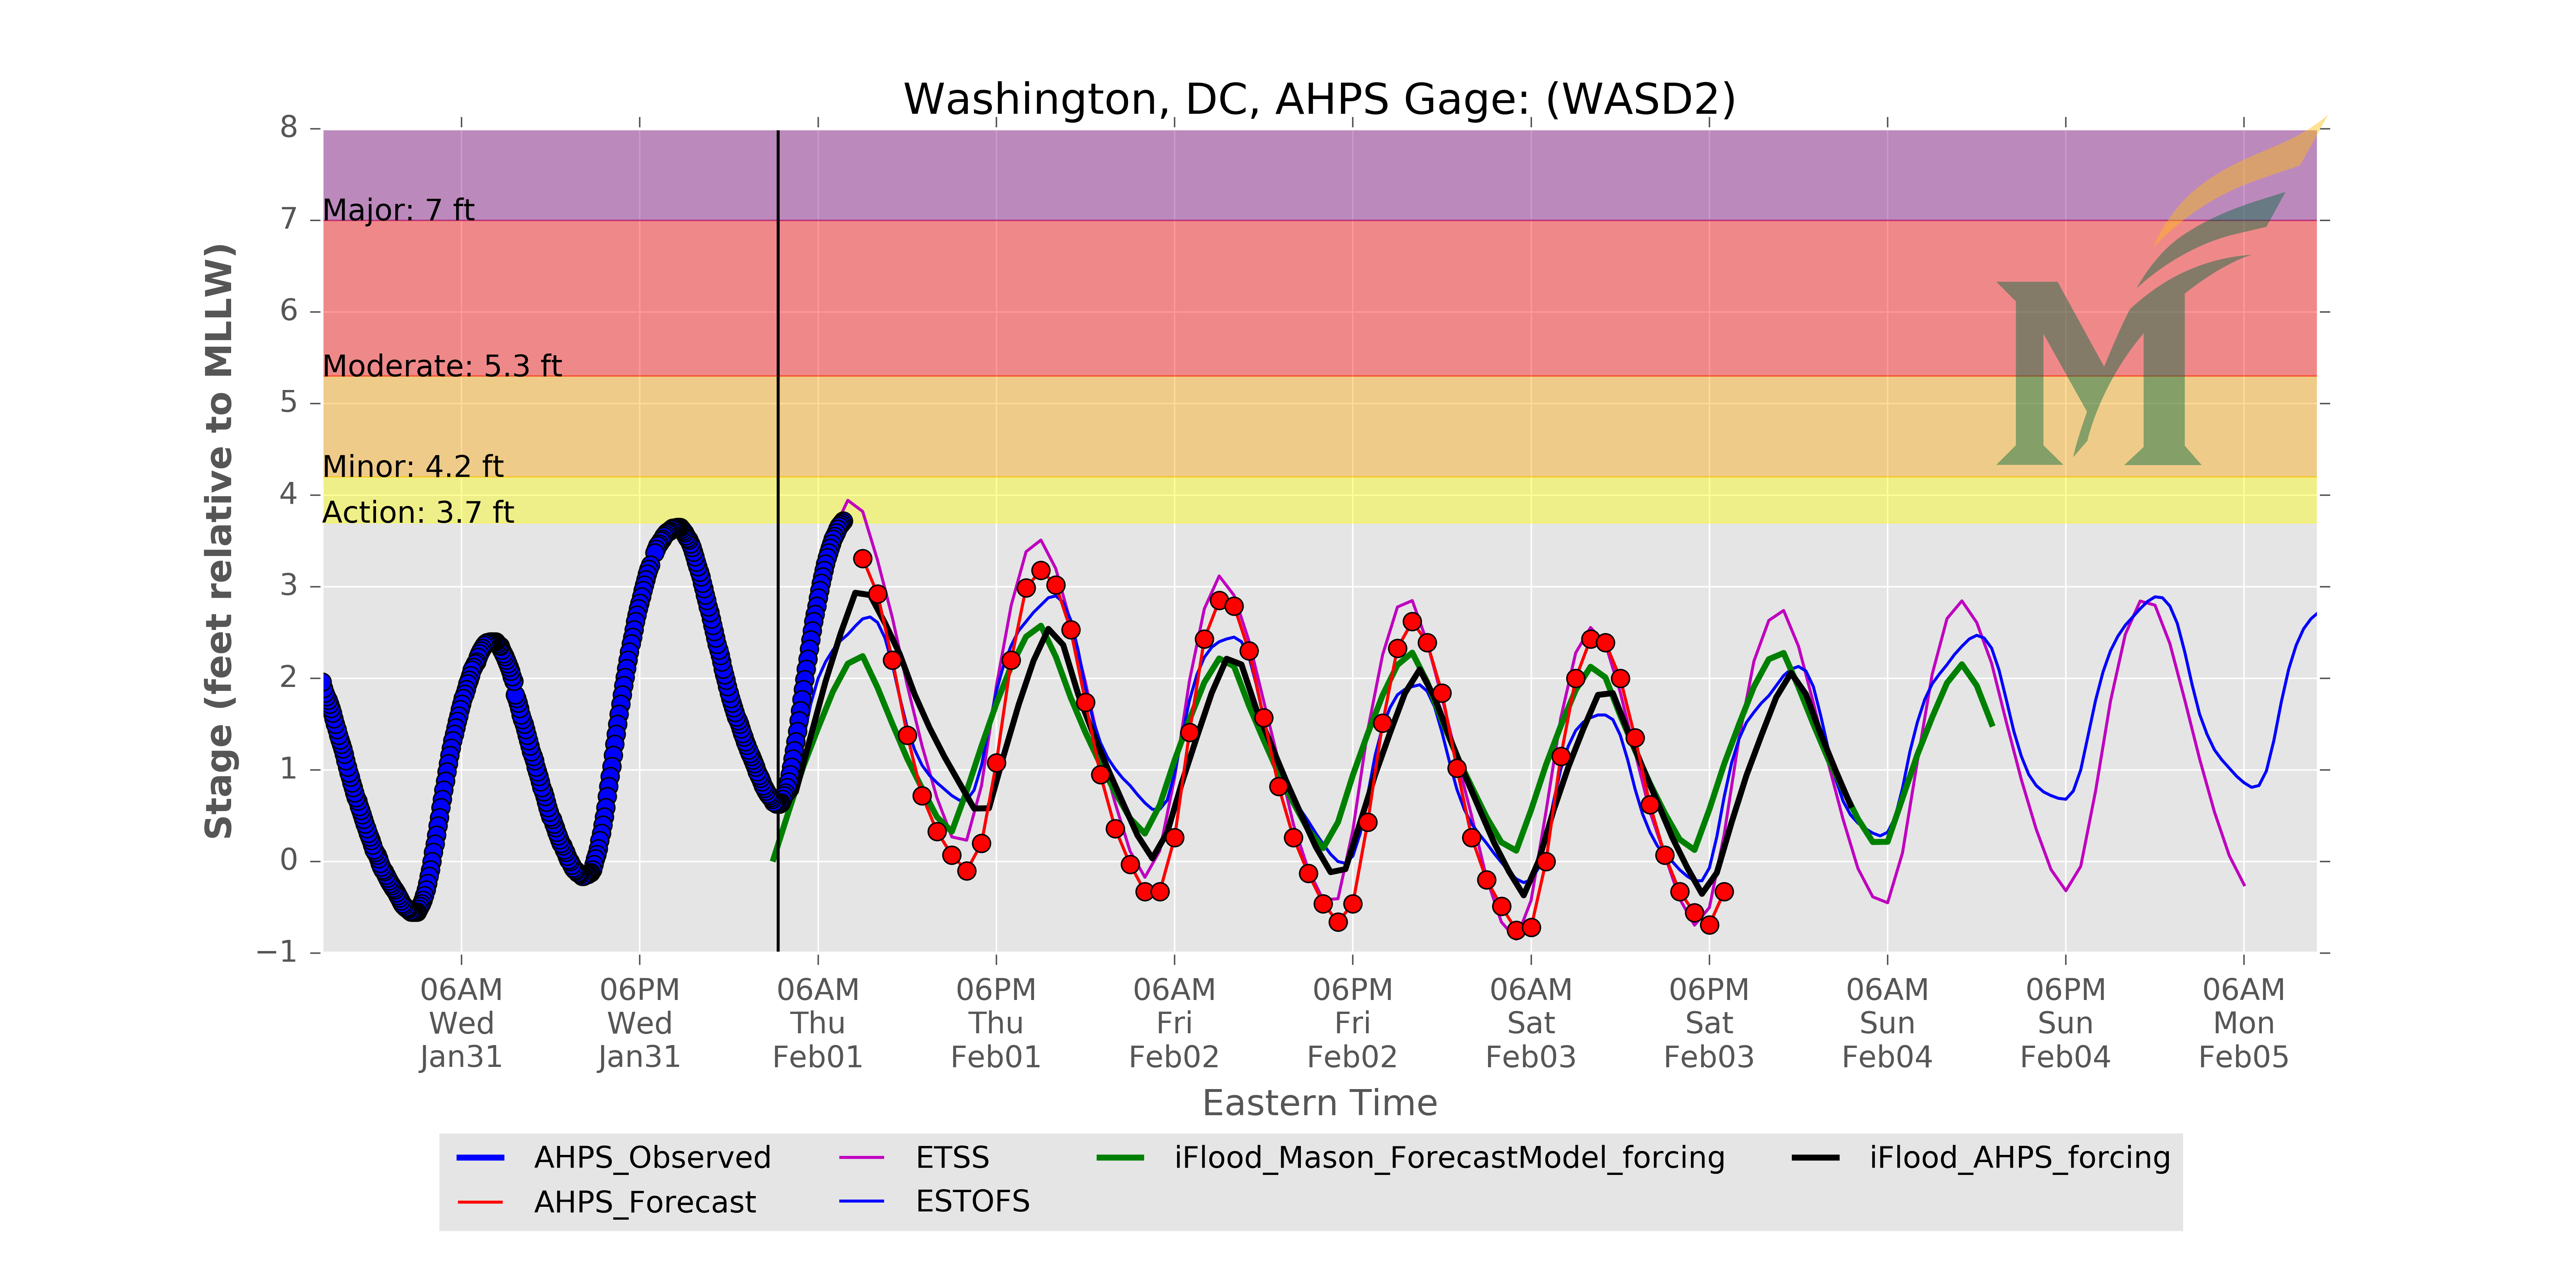 Washington, DC, AHPS Gage: (WASD2)
Stage (feet relative to MLLW)
8
7
6
5
4
3
2
1
0
−1
Major: 7 ft
Moderate: 5.3 ft
Minor: 4.2 ft
Action: 3.7 ft
06AM 06PM 06AM 06PM 06AM 06PM 06AM 06PM 06AM 06PM 06AM
Wed Wed Thu Thu Fri Fri Sat Sat Sun Sun Mon
Jan31 Jan31 Feb01 Feb01 Feb02 Feb02 Feb03 Feb03 Feb04 Feb04 Feb05
Eastern Time
AHPS_Observed ETSS iFlood_Mason_ForecastModel_forcing iFlood_AHPS_forcing
AHPS_Forecast ESTOFS
M